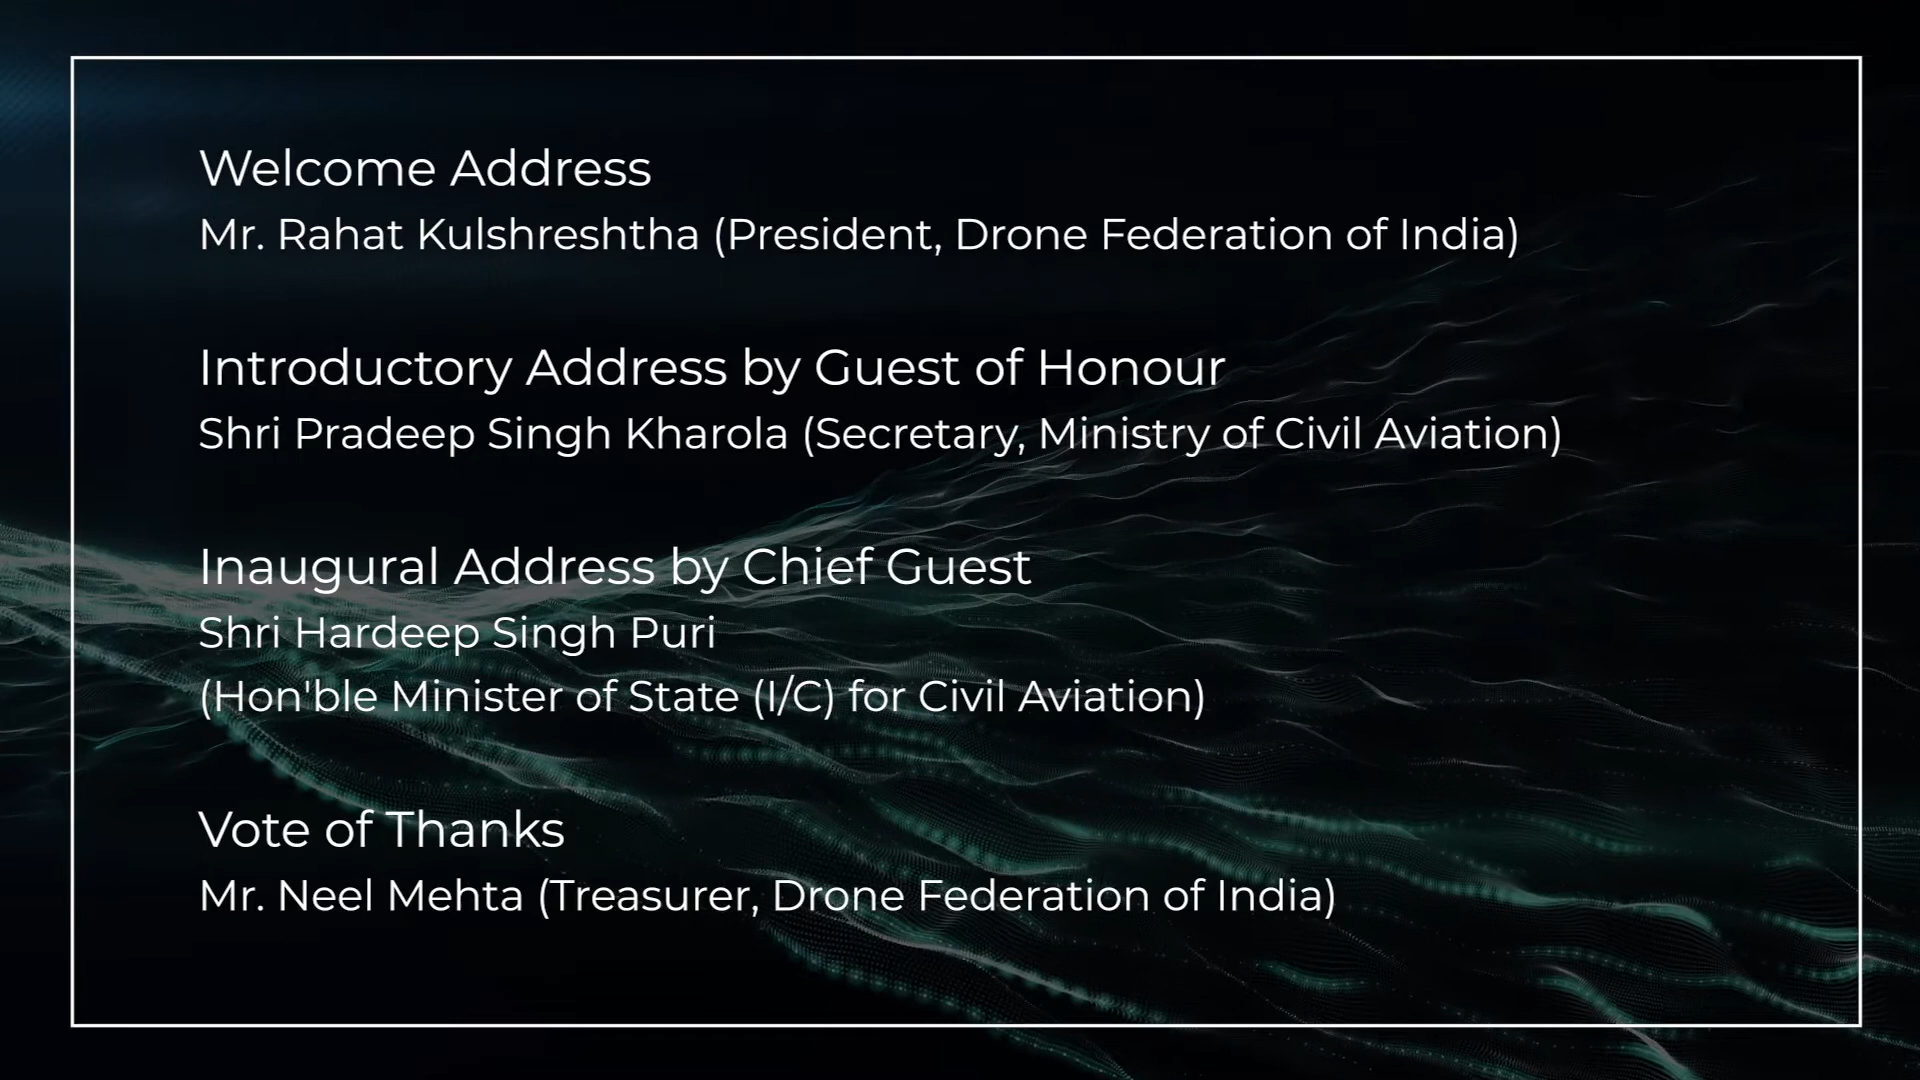 Welcome Address
Mr. Rahat Kulshreshtha (President, Drone Federation of India)
Introductory Address by Guest of Honour
Shri Pradeep Singh Kharola (Secretary, Ministry of Civil Aviation)
Inaugural Address by Chief Guest
Shri Hardeep Singh Puri
(Hon'ble Minister of State (I/C) for Civil Aviation)
Vote of Thanks
Mr. Neel Mehta (Treasurer, Drone Federation of India)